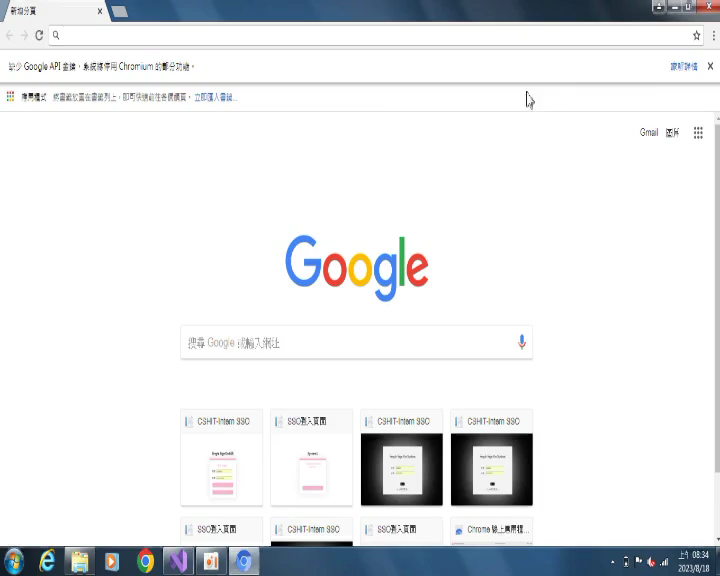 新增分頁
缺少 Google API 金鑰，系統將停用 Chromium 的部分功能。 瞭解詳情
應用程式 將書籤放置在書籤列上，即可快速前往各個網頁。 立即匯入書籤...
Gmail 圖片
Google
搜尋 Google 或輸入網址
CSHIT-Intern SSO SSO登入頁面 CSHIT-Intern SSO CSHIT-Intern SSO
SSO登入頁面 CSHIT-Intern SSO SSO登入頁面 Chrome 線上應用程...
上午 08:34
2023/8/18